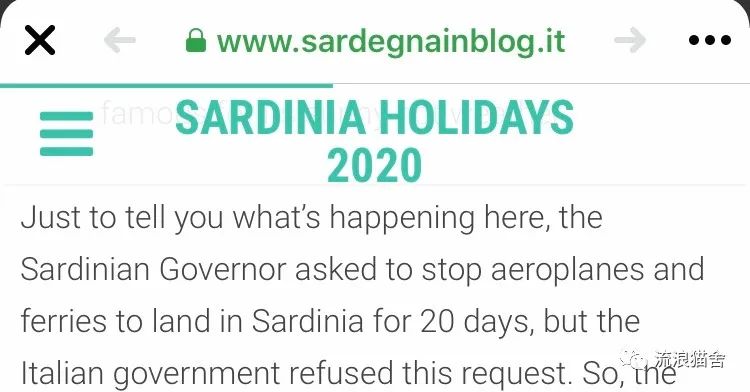 www.sardegnainblog.it
SARDINIA HOLIDAYS
2020
Just to tell you what’s happening here, the
Sardinian Governor asked to stop aeroplanes and
ferries to land in Sardinia for 20 days, but the
Italian government refused this request. So, the
流浪猫舍